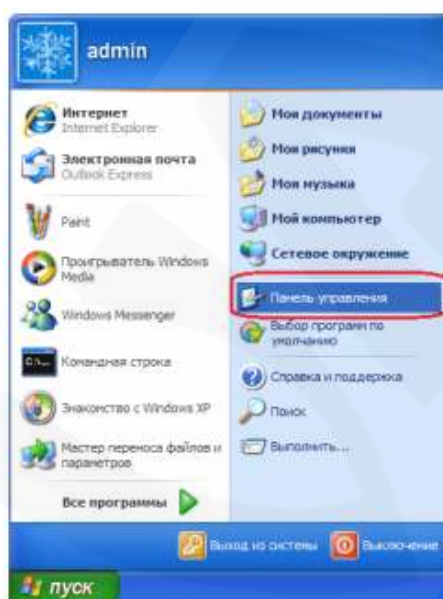 admin
Интернет
Internet Explorer
Электронная почта
Outlook Express
Paint
Проигрыватель Windows
Media
Windows Messenger
Командная строка
Знакомство с Windows XP
Мастер переноса файлов и
параметров
Все программы
Мои документы
Мои рисунки
Моя музыка
Мой компьютер
Сетевое окружение
Панель управления
Выбор программ по
умолчанию
Справка и поддержка
Поиск
Выполнить...
Выход из системы
Выключение
пуск